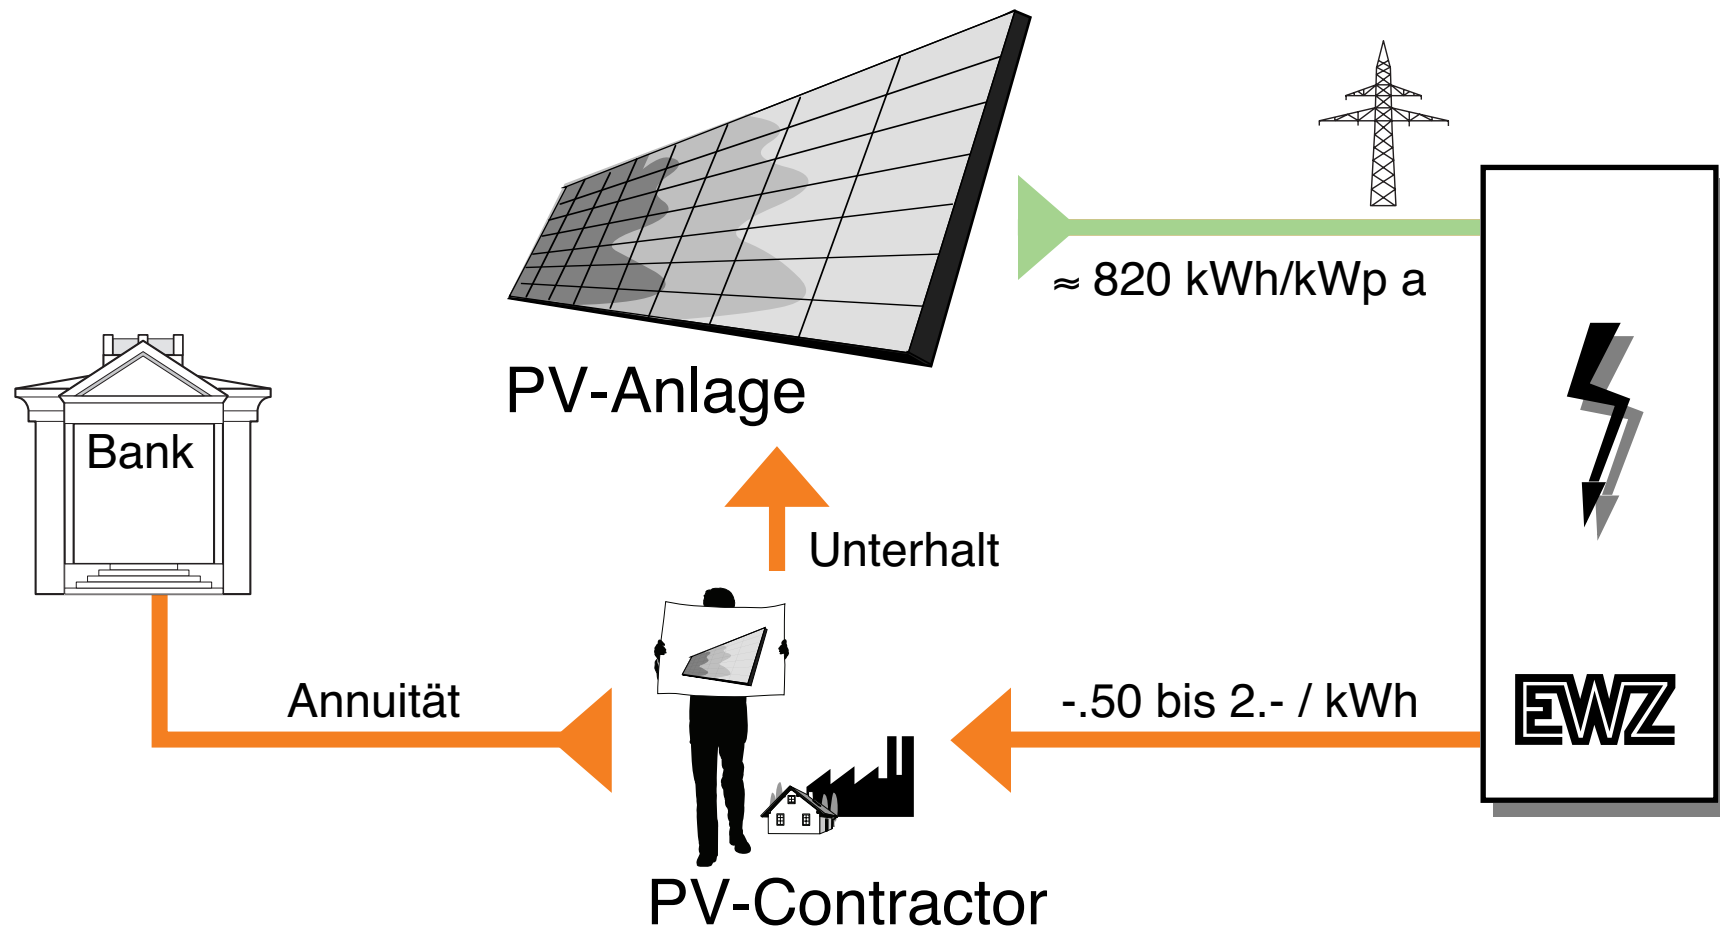 ≈ 820 kWh/kWp a
PV-Anlage
Bank
Unterhalt
Annuität
-.50 bis 2.- / kWh
EWZ
PV-Contractor